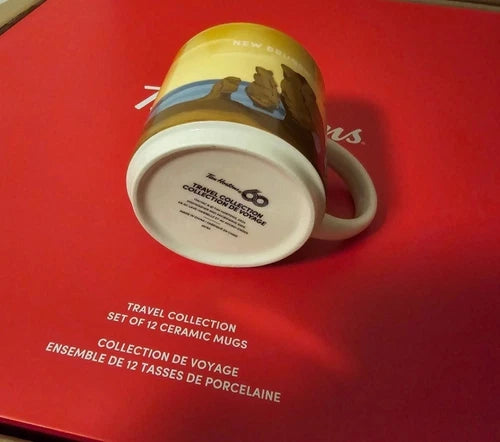 NEW BRUNS
Tim Hortons 60
TRAVEL COLLECTION
COLLECTION DE VOYAGE
TRAVEL COLLECTION
SET OF 12 CERAMIC MUGS
COLLECTION DE VOYAGE
ENSEMBLE DE 12 TASSES DE PORCELAINE